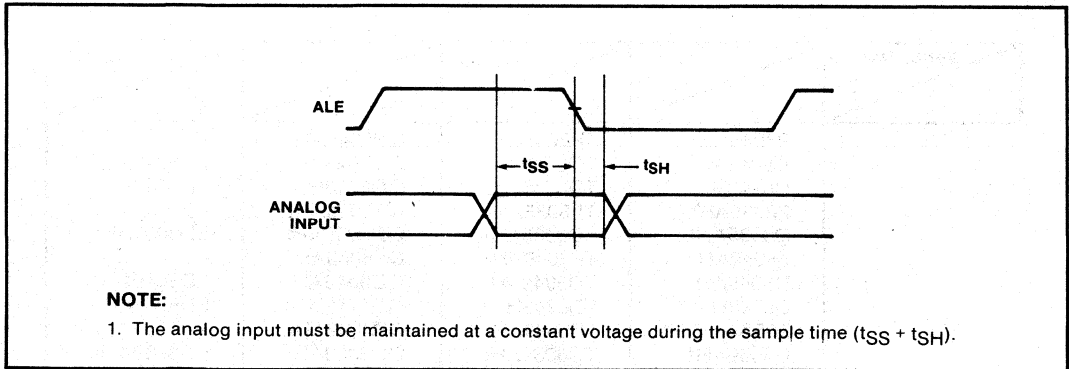 ALE
tSS
tSH
ANALOG
INPUT
NOTE:
1. The analog input must be maintained at a constant voltage during the sample time (tSS + tSH).